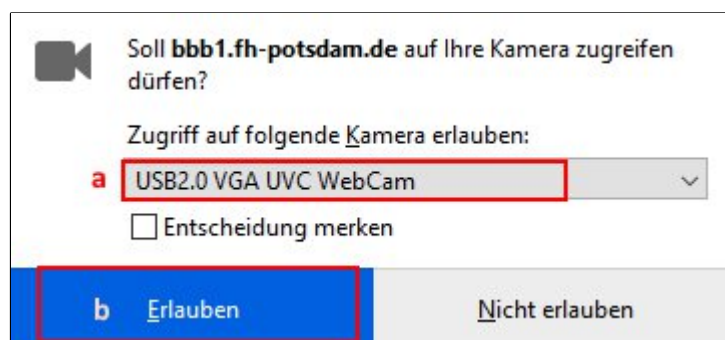 Soll bbb1.fh-potsdam.de auf Ihre Kamera zugreifen
dürfen?
Zugriff auf folgende Kamera erlauben:
a USB2.0 VGA UVC WebCam
Entscheidung merken
b Erlauben Nicht erlauben